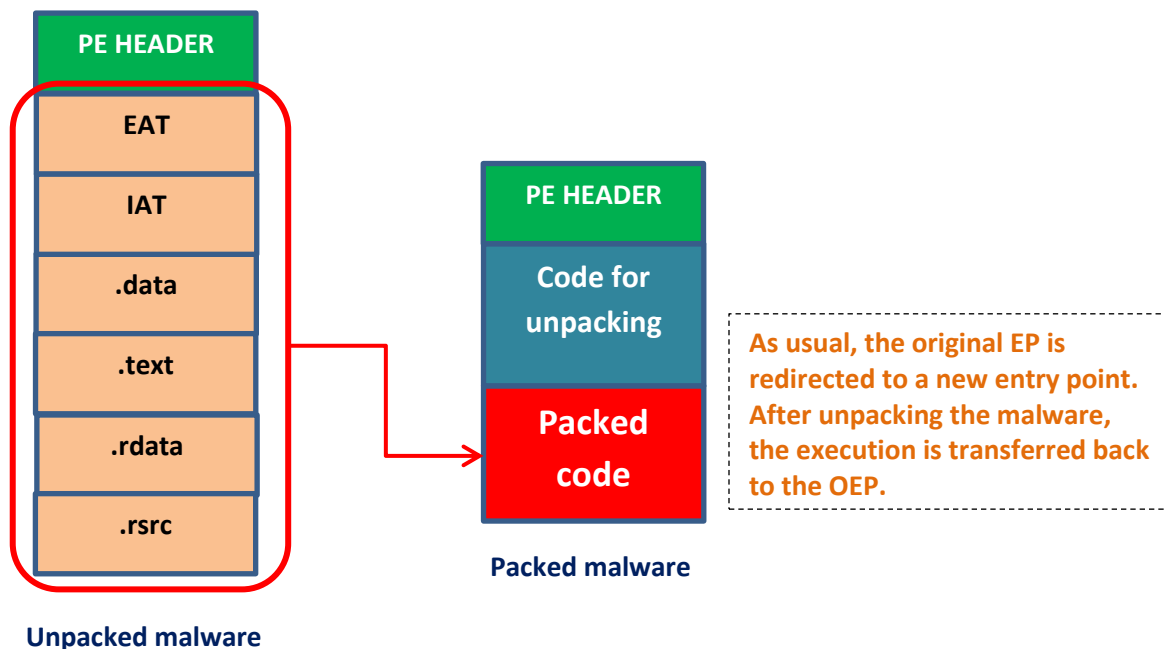 PE HEADER
EAT
IAT
.data
.text
.rdata
.rsrc
Unpacked malware
PE HEADER
Code for
unpacking
Packed
code
Packed malware
As usual, the original EP is
redirected to a new entry point.
After unpacking the malware,
the execution is transferred back
to the OEP.